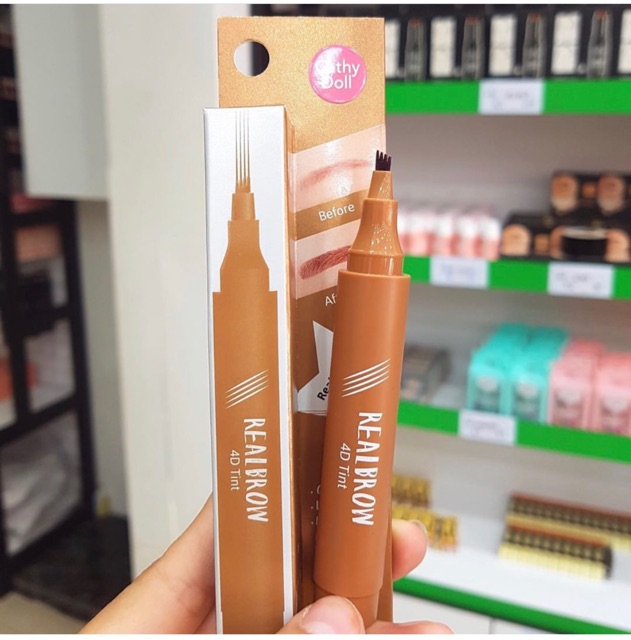 Cathy
Doll
Before
REALBROW
4D Tint
REALBROW
4D Tint